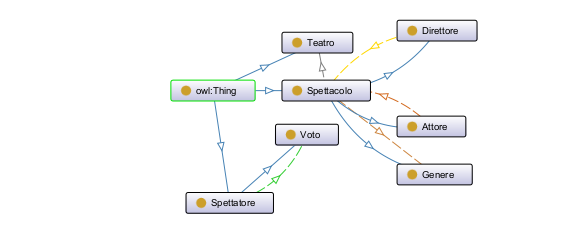 Direttore
Teatro
owl:Thing
Spettacolo
Attore
Voto
Genere
Spettatore